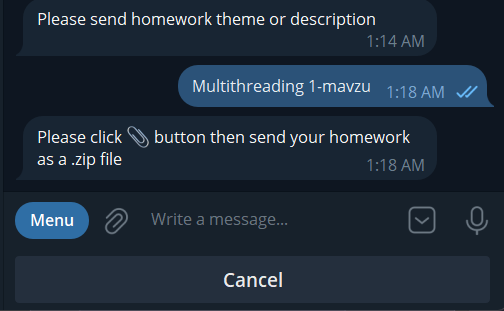 Please send homework theme or description
1:14 AM
Multithreading 1-mavzu
1:18 AM
Please click 📎 button then send your homework
as a .zip file
1:18 AM
Menu
Write a message...
Cancel